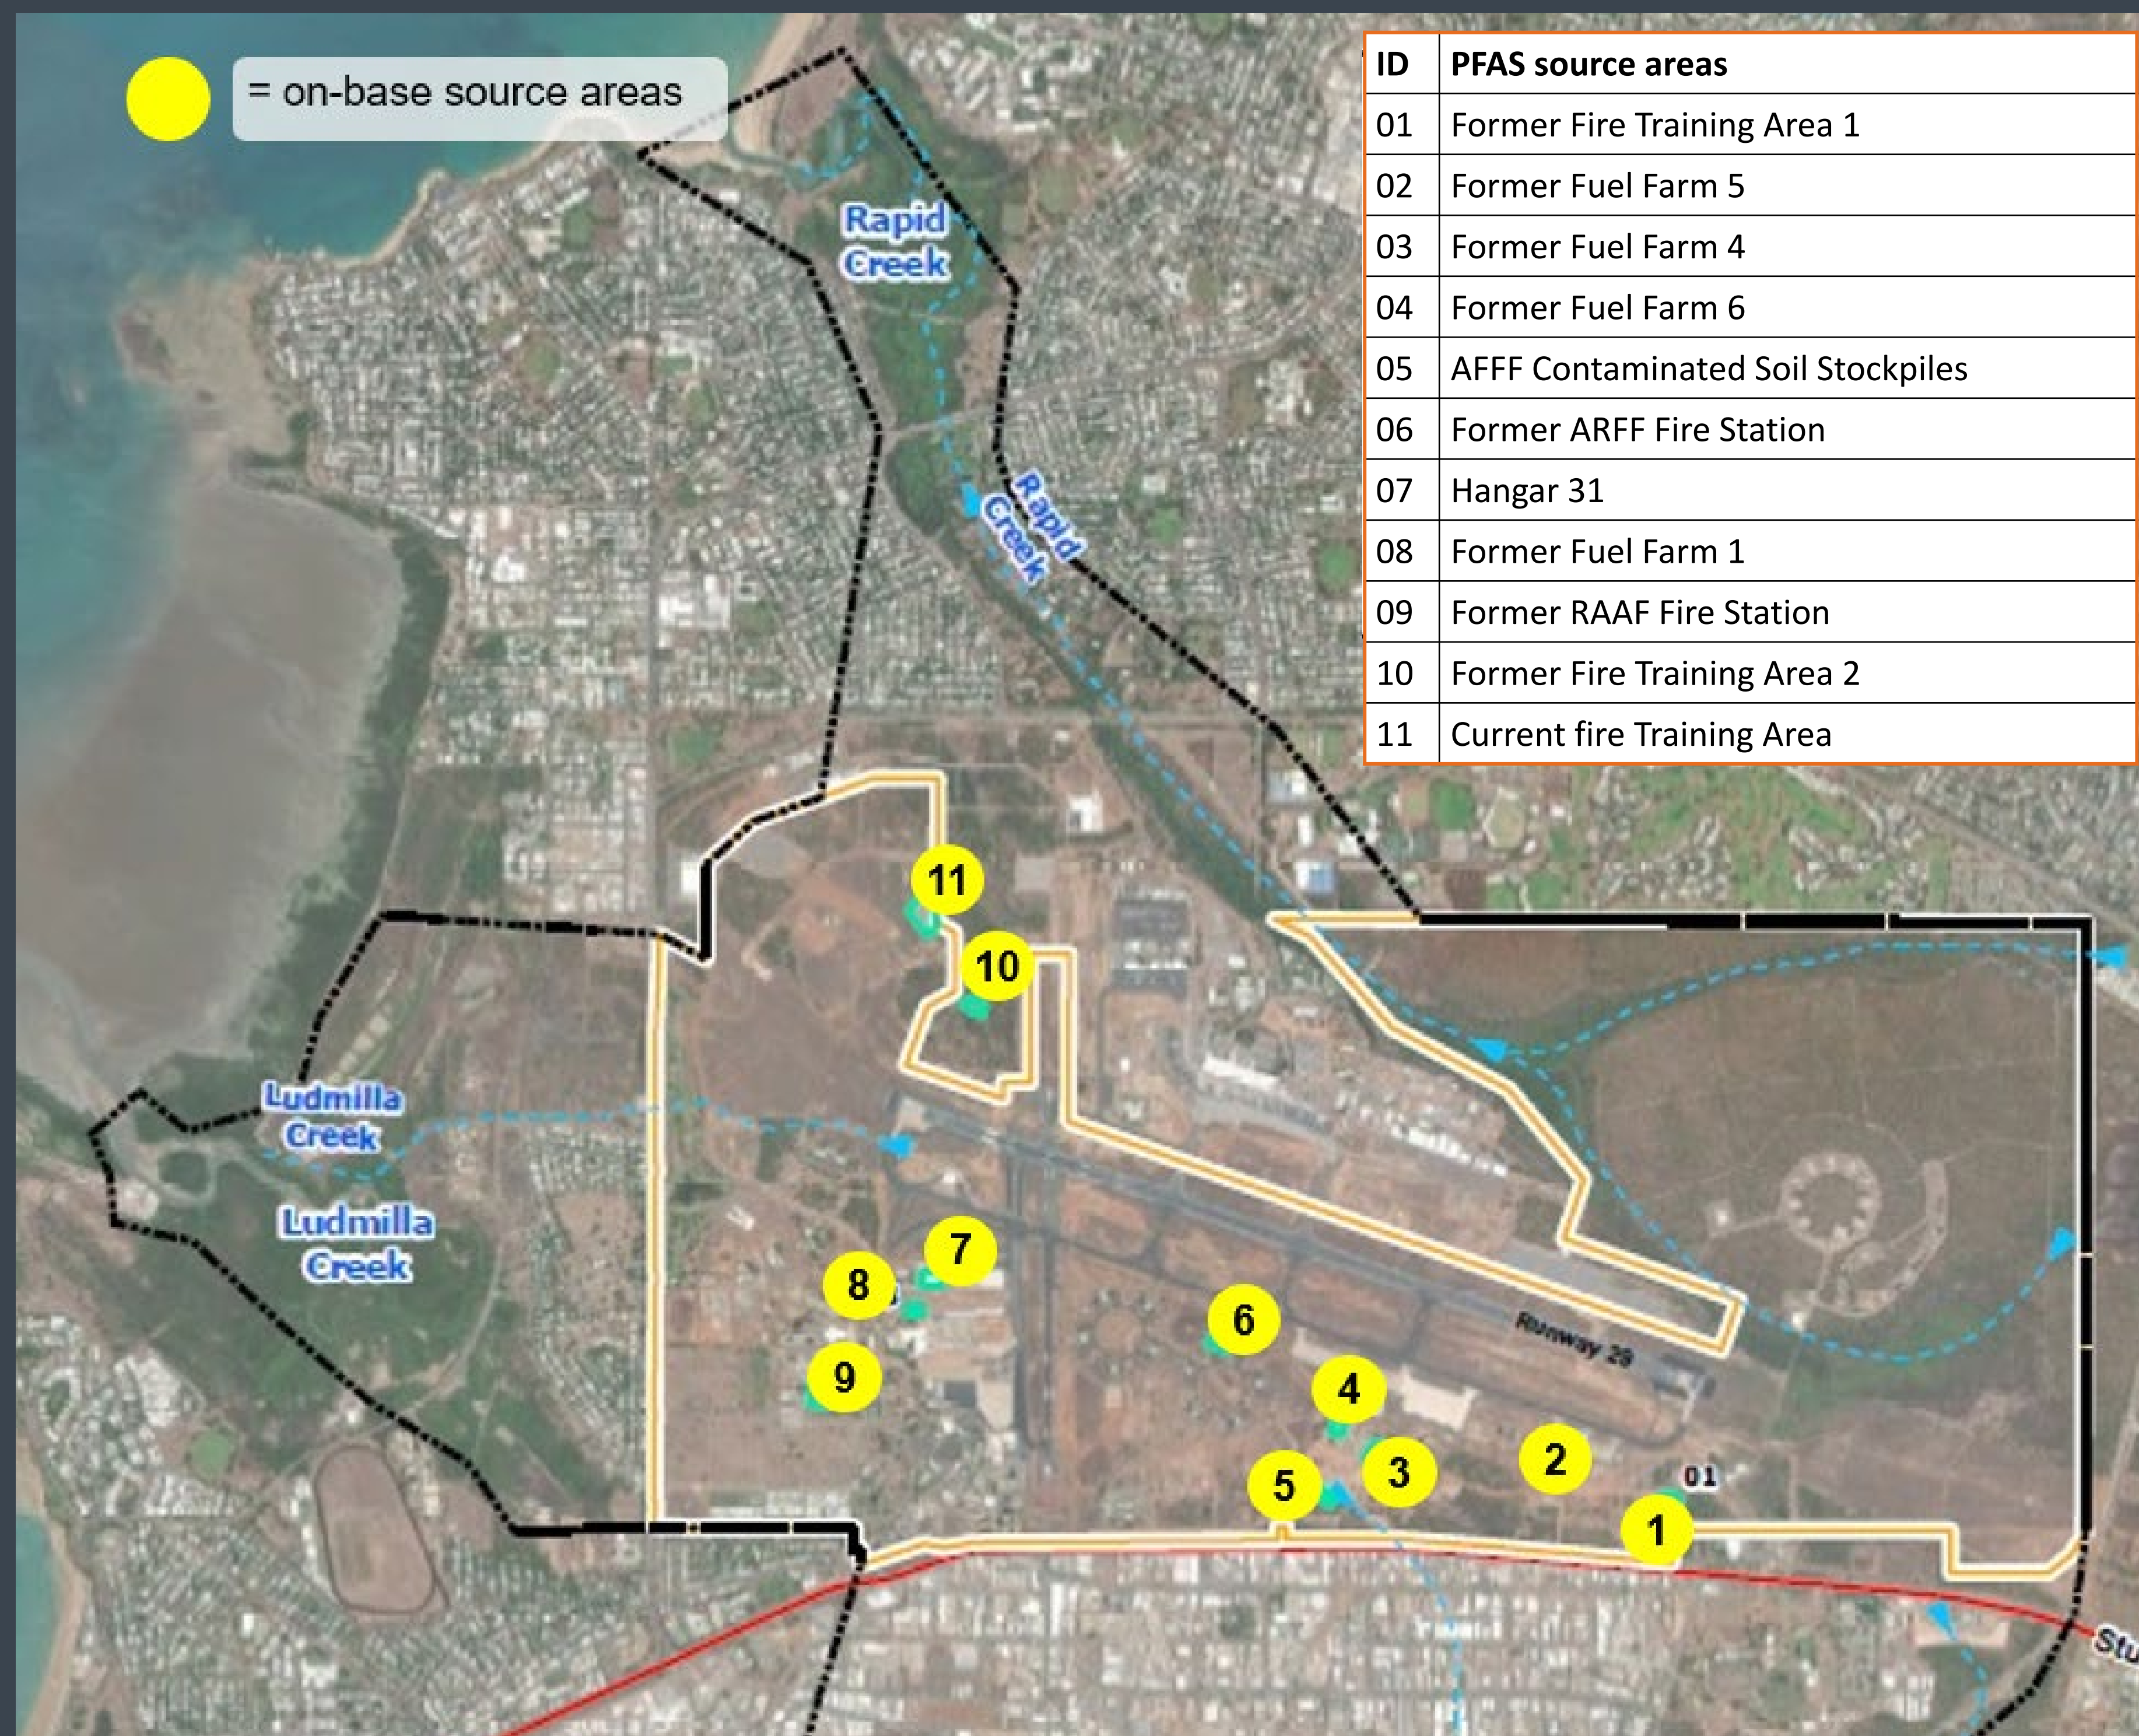 = on-base source areas
ID PFAS source areas
01 Former Fire Training Area 1
02 Former Fuel Farm 5
03 Former Fuel Farm 4
04 Former Fuel Farm 6
05 AFFF Contaminated Soil Stockpiles
06 Former ARFF Fire Station
07 Hangar 31
08 Former Fuel Farm 1
09 Former RAAF Fire Station
10 Former Fire Training Area 2
11 Current fire Training Area
Rapid
Creek
Rapid
Creek
11
10
Ludmilla
Creek
Ludmilla
Creek
7
8
6
Runway 29
9
4
2
3
5
01
1
Stu